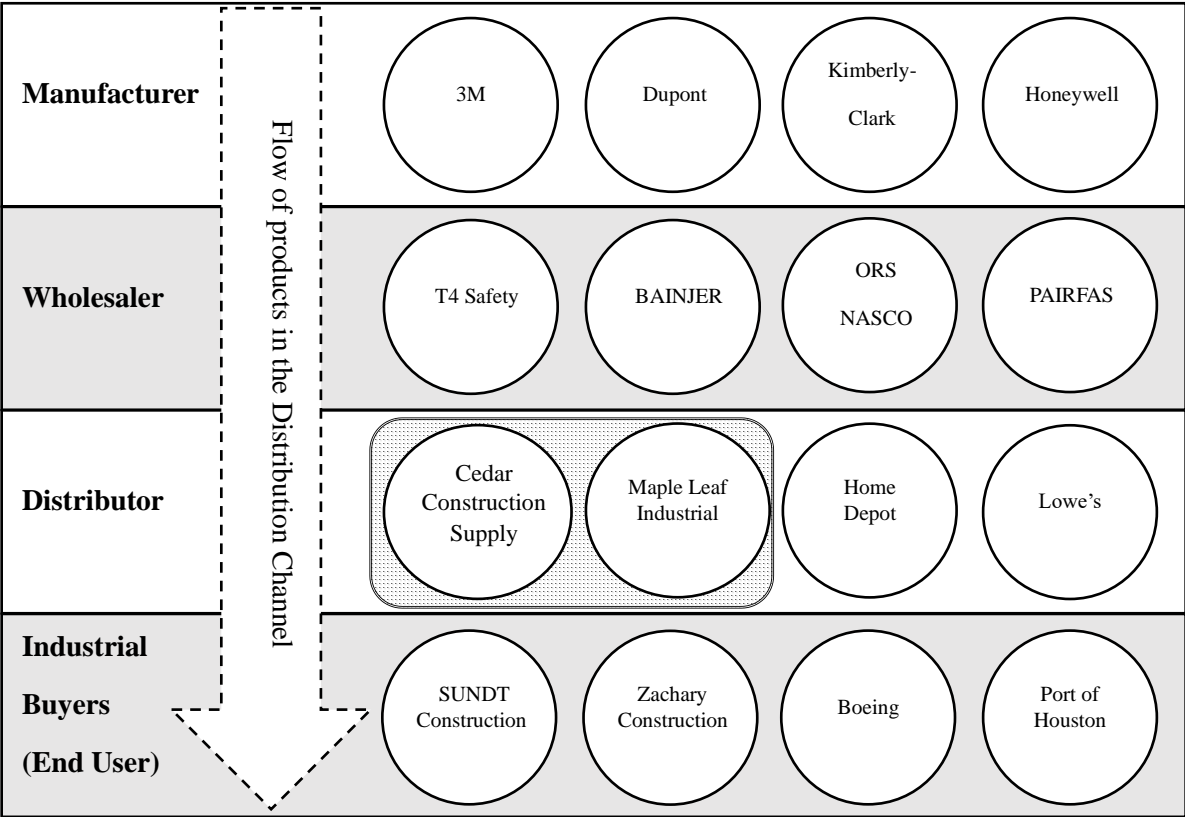 Manufacturer
3M
Dupont
Kimberly-
Clark
Honeywell
Flow of products in the Distribution Channel
Wholesaler
T4 Safety
BAINJER
ORS
NASCO
PAIRFAS
Distributor
Cedar
Construction
Supply
Maple Leaf
Industrial
Home
Depot
Lowe’s
Industrial
Buyers
(End User)
SUNDT
Construction
Zachary
Construction
Boeing
Port of
Houston